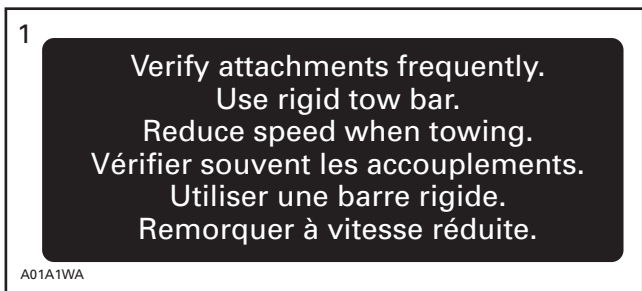 1
Verify attachments frequently.
Use rigid tow bar.
Reduce speed when towing.
Vérifier souvent les accouplements.
Utiliser une barre rigide.
Remorquer à vitesse réduite.
A01A1WA